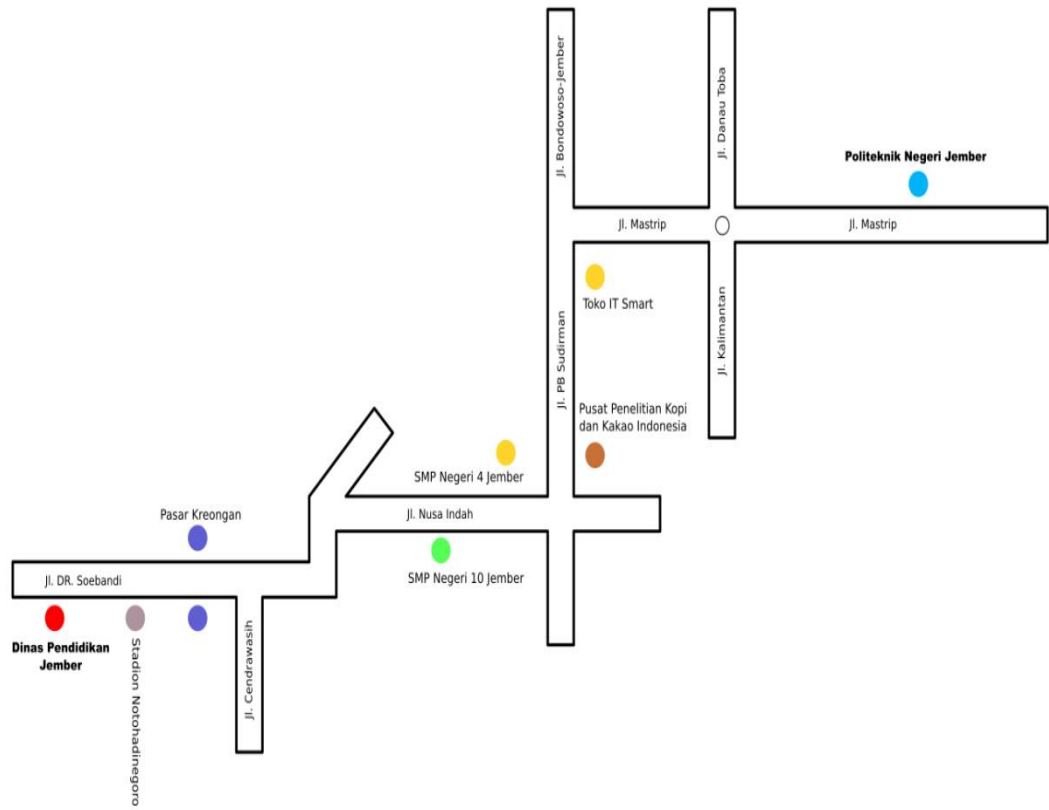 Jl. Bondowoso-Jember
Jl. Danau Toba
Politeknik Negeri Jember
Jl. Mastrip
Jl. Mastrip
Toko IT Smart
Jl. PB Sudirman
Jl. Kalimantan
Pusat Penelitian Kopi
dan Kakao Indonesia
SMP Negeri 4 Jember
Pasar Kreongan
Jl. Nusa Indah
Jl. DR. Soebandi
SMP Negeri 10 Jember
Dinas Pendidikan
Jember
Stadion Notohadinegoro
Jl. Cendrawasih